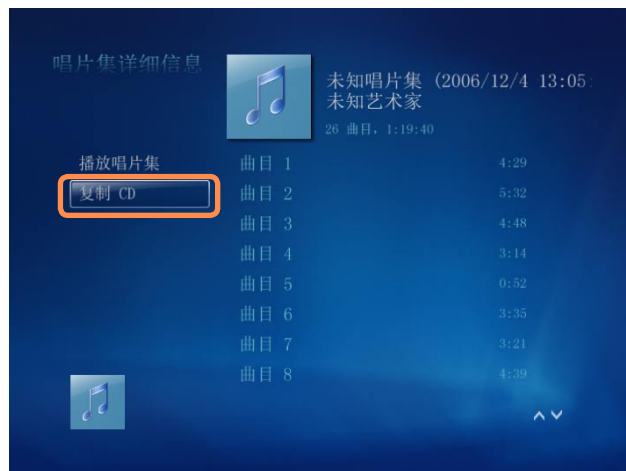 唱片集详细信息
未知唱片集 (2006/12/4 13:05:
未知艺术家
26 曲目, 1:19:40
播放唱片集
复制 CD
曲目 1 4:29
曲目 2 5:32
曲目 3 4:48
曲目 4 3:14
曲目 5 0:52
曲目 6 3:35
曲目 7 3:21
曲目 8 4:39